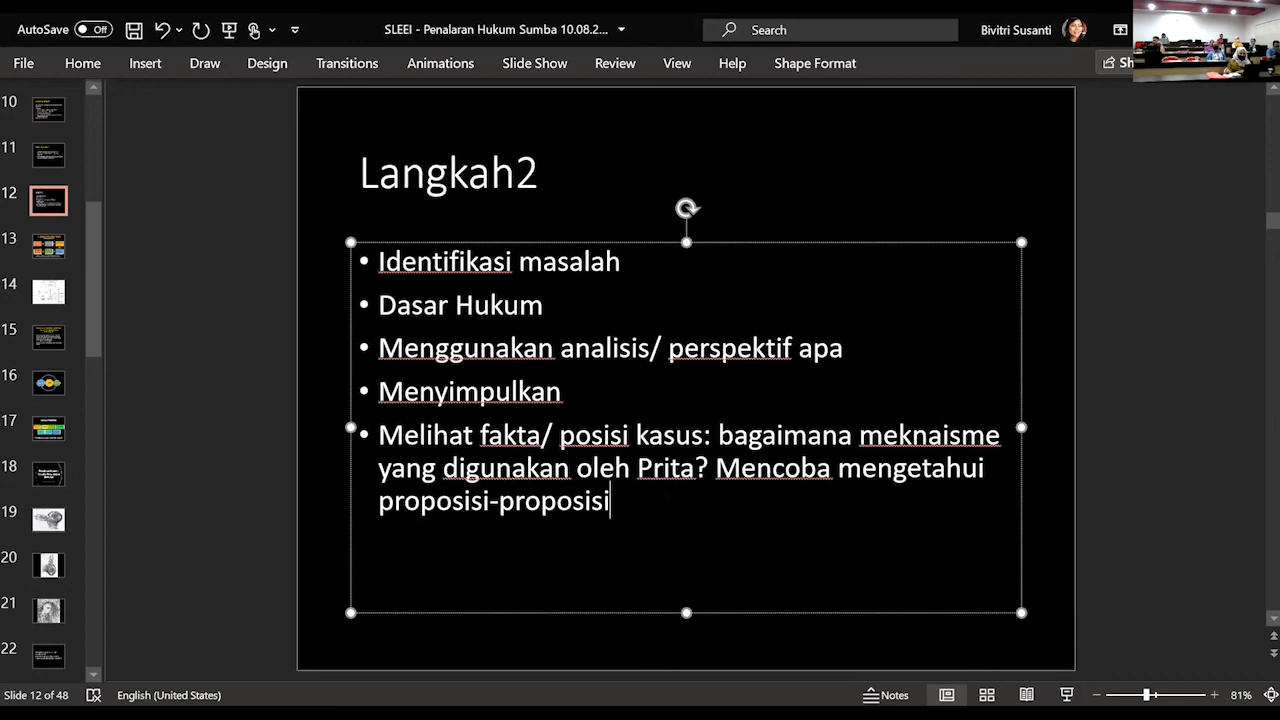 AutoSave Off SLEEI - Penalaran Hukum Sumba 10.08.2... Search Bivitri Susanti
File Home Insert Draw Design Transitions Animations Slide Show Review View Help Shape Format Sh
10
11
12
13
14
15
16
17
18
19
20
21
22
Langkah2
• Identifikasi masalah
• Dasar Hukum
• Menggunakan analisis/ perspektif apa
• Menyimpulkan
• Melihat fakta/ posisi kasus: bagaimana meknaisme
yang digunakan oleh Prita? Mencoba mengetahui
proposisi-proposisi
Slide 12 of 48 English (United States) Notes 81%